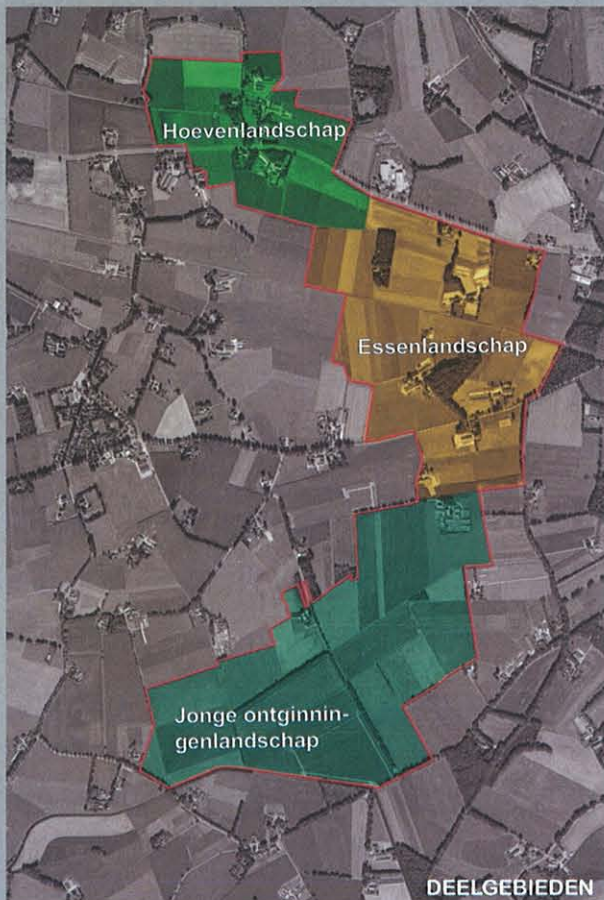 Hoevenlandschap
Essenlandschap
Jonge ontginnin-
genlandschap
DEELGEBIEDEN